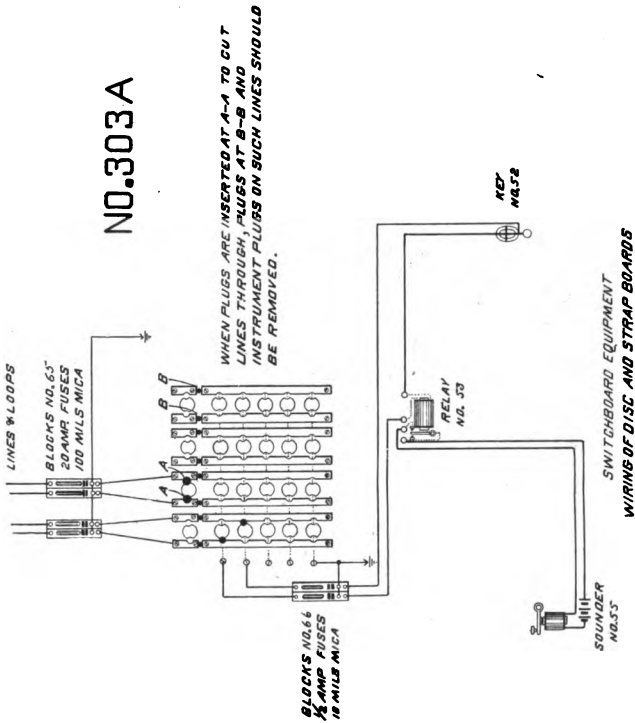 NO.303A
LINES & LOOPS
BLOCKS NO.65
20 AMP. FUSES
100 MILS MICA
A
A
B
B
WHEN PLUGS ARE INSERTED AT A-A TO CUT
LINES THROUGH, PLUGS AT B-B AND
INSTRUMENT PLUGS ON SUCH LINES SHOULD
BE REMOVED.
BLOCKS NO.66
½ AMP FUSES
10 MILS MICA
RELAY
NO. 53
KEY
NO.52
SOUNDER
NO.55
SWITCHBOARD EQUIPMENT
WIRING OF DISC AND STRAP BOARDS